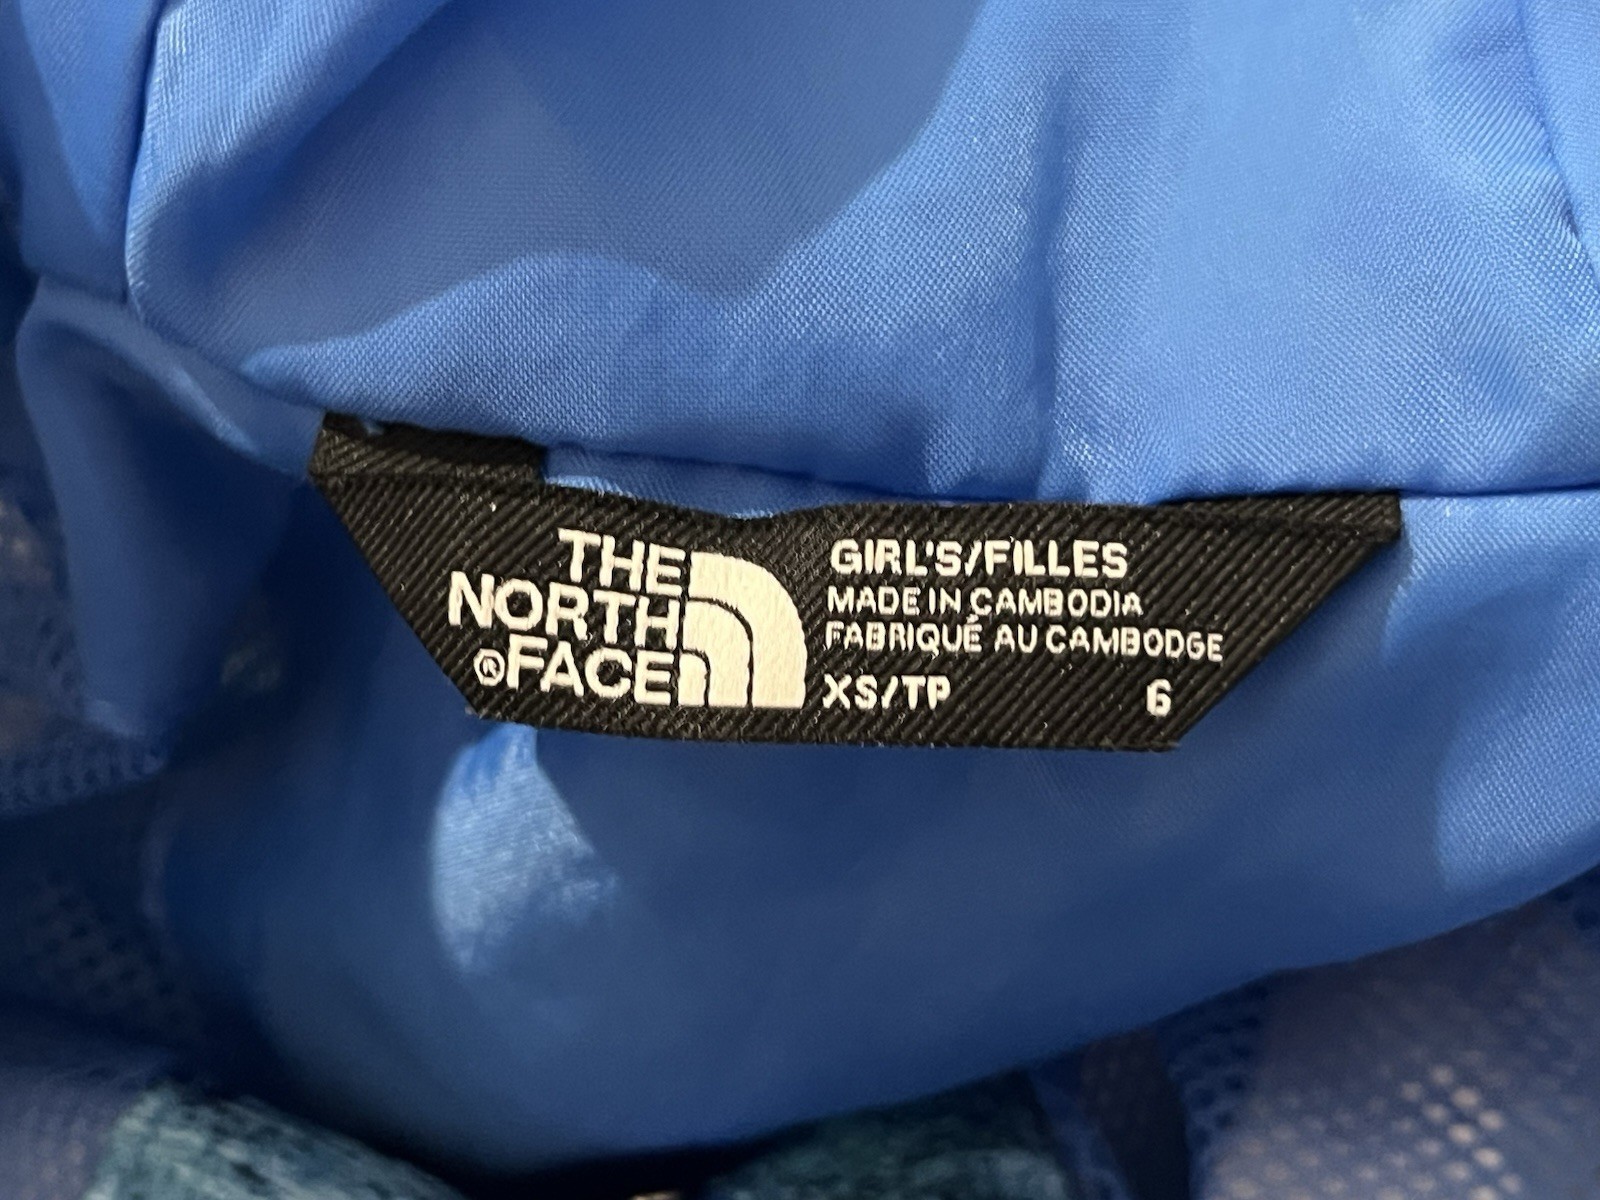 THE
NORTH
®FACE
GIRL'S/FILLES
MADE IN CAMBODIA
FABRIQUÉ AU CAMBODGE
XS/TP 6